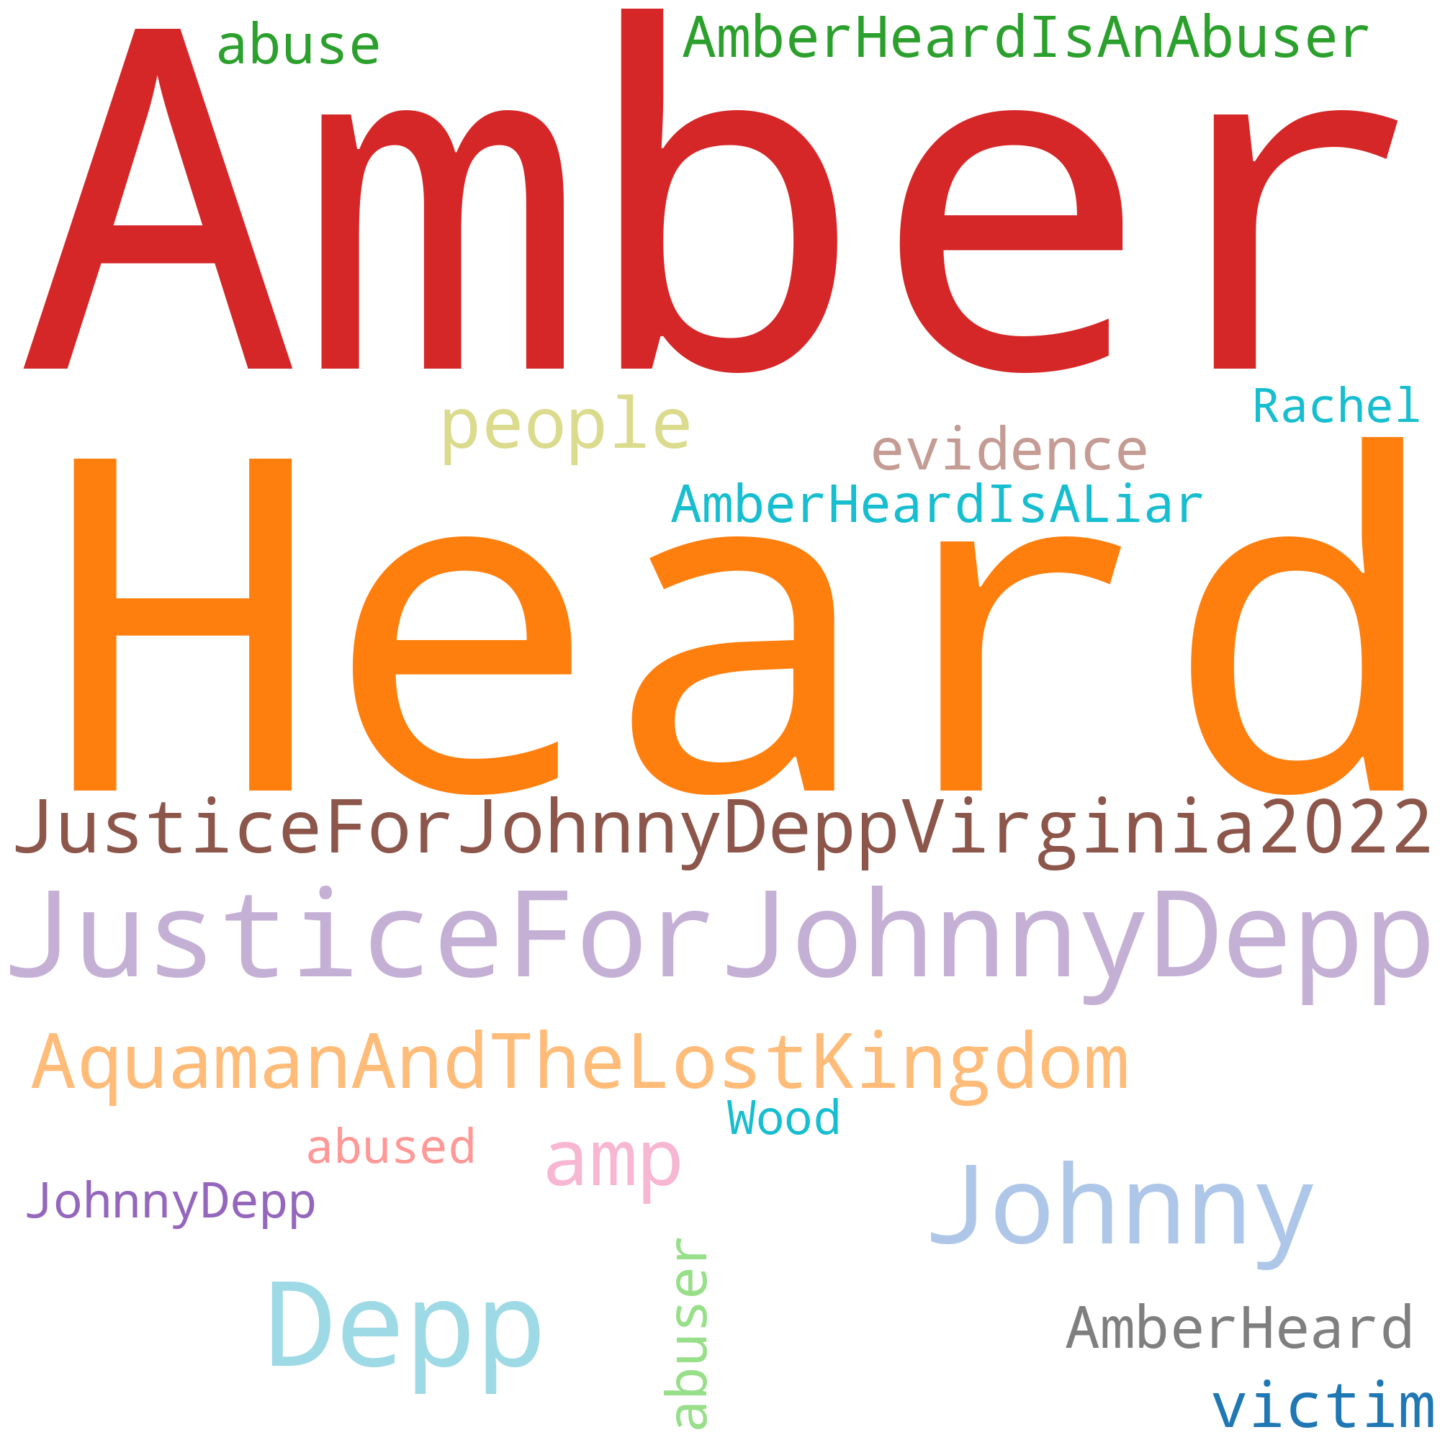 abuse
AmberHeardIsAnAbuser
Amber
people
Rachel
evidence
AmberHeardIsALiar
Heard
JusticeForJohnnyDeppVirginia2022
JusticeForJohnnyDepp
AquamanAndTheLostKingdom
Wood
abused
amp
JohnnyDepp
Johnny
Depp
abuser
AmberHeard
victim